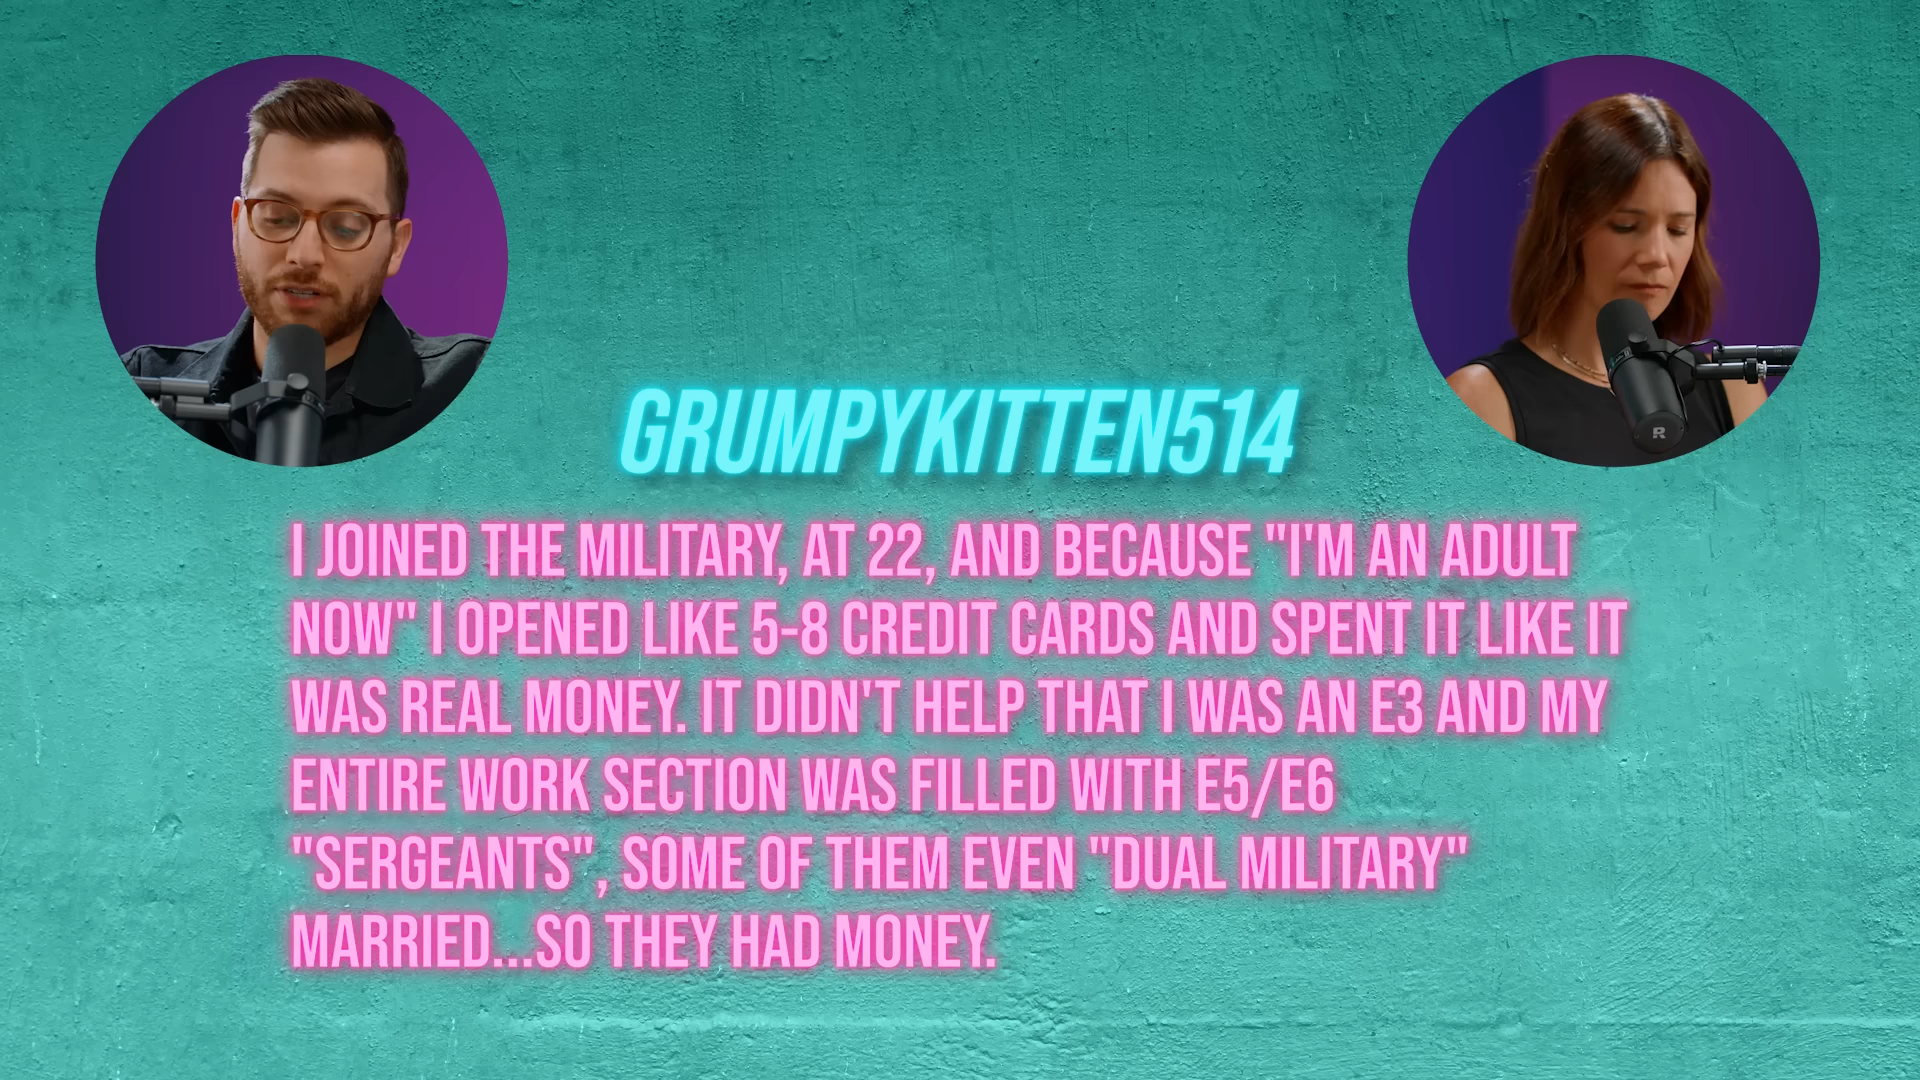 GRUMPYKITTEN514
I JOINED THE MILITARY, AT 22, AND BECAUSE "I'M AN ADULT
NOW" I OPENED LIKE 5-8 CREDIT CARDS AND SPENT IT LIKE IT
WAS REAL MONEY. IT DIDN'T HELP THAT I WAS AN E3 AND MY
ENTIRE WORK SECTION WAS FILLED WITH E5/E6
"SERGEANTS", SOME OF THEM EVEN "DUAL MILITARY"
MARRIED...SO THEY HAD MONEY.
R